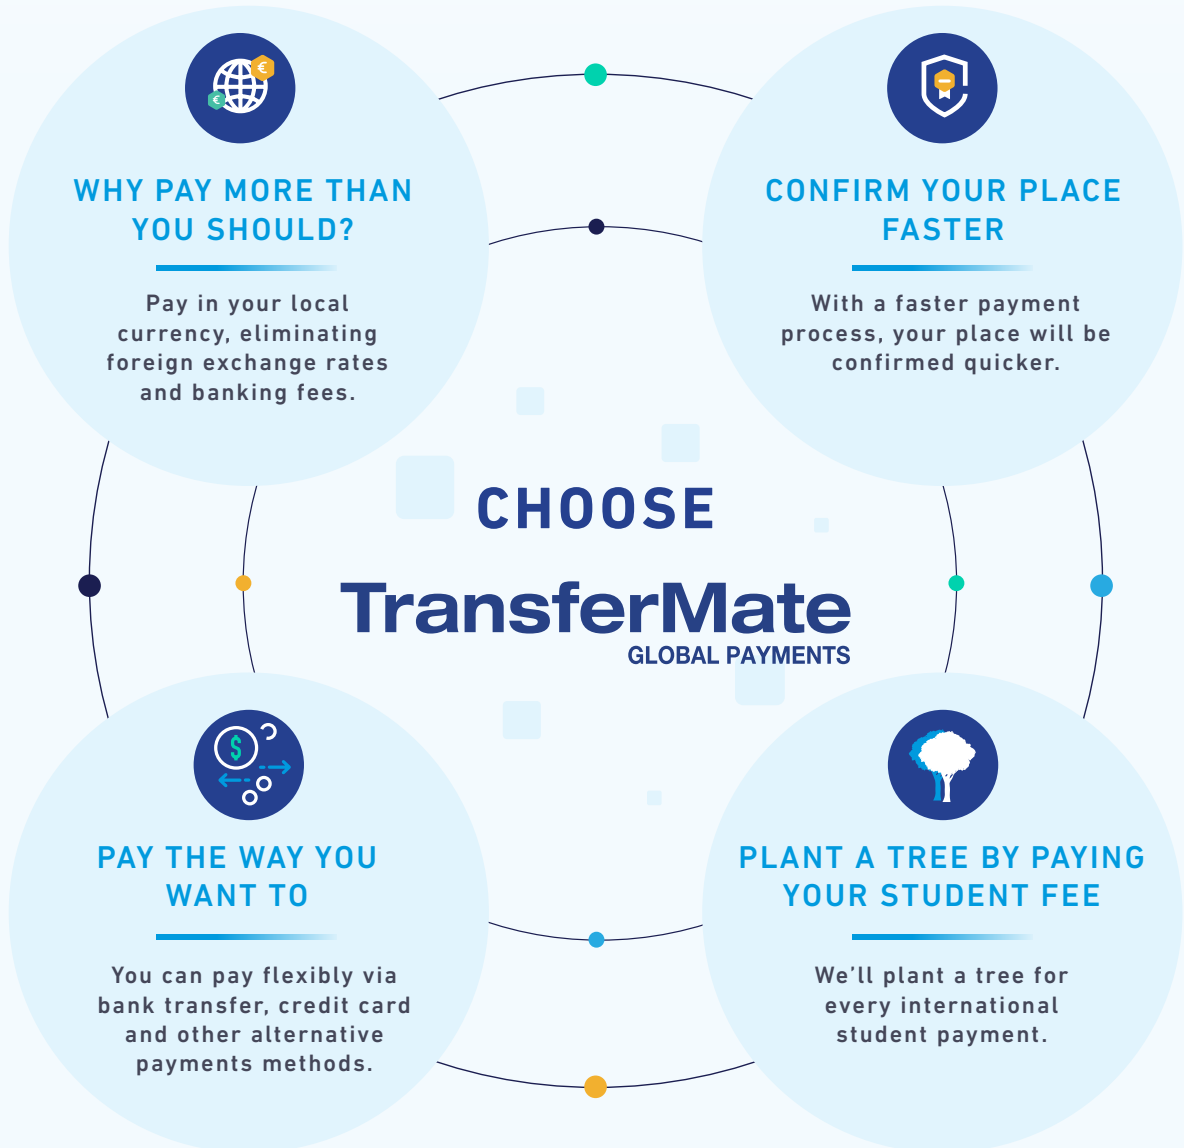 WHY PAY MORE THAN
YOU SHOULD?
Pay in your local
currency, eliminating
foreign exchange rates
and banking fees.
CONFIRM YOUR PLACE
FASTER
With a faster payment
process, your place will be
confirmed quicker.
CHOOSE
TransferMate
GLOBAL PAYMENTS
PAY THE WAY YOU
WANT TO
You can pay flexibly via
bank transfer, credit card
and other alternative
payments methods.
PLANT A TREE BY PAYING
YOUR STUDENT FEE
We’ll plant a tree for
every international
student payment.